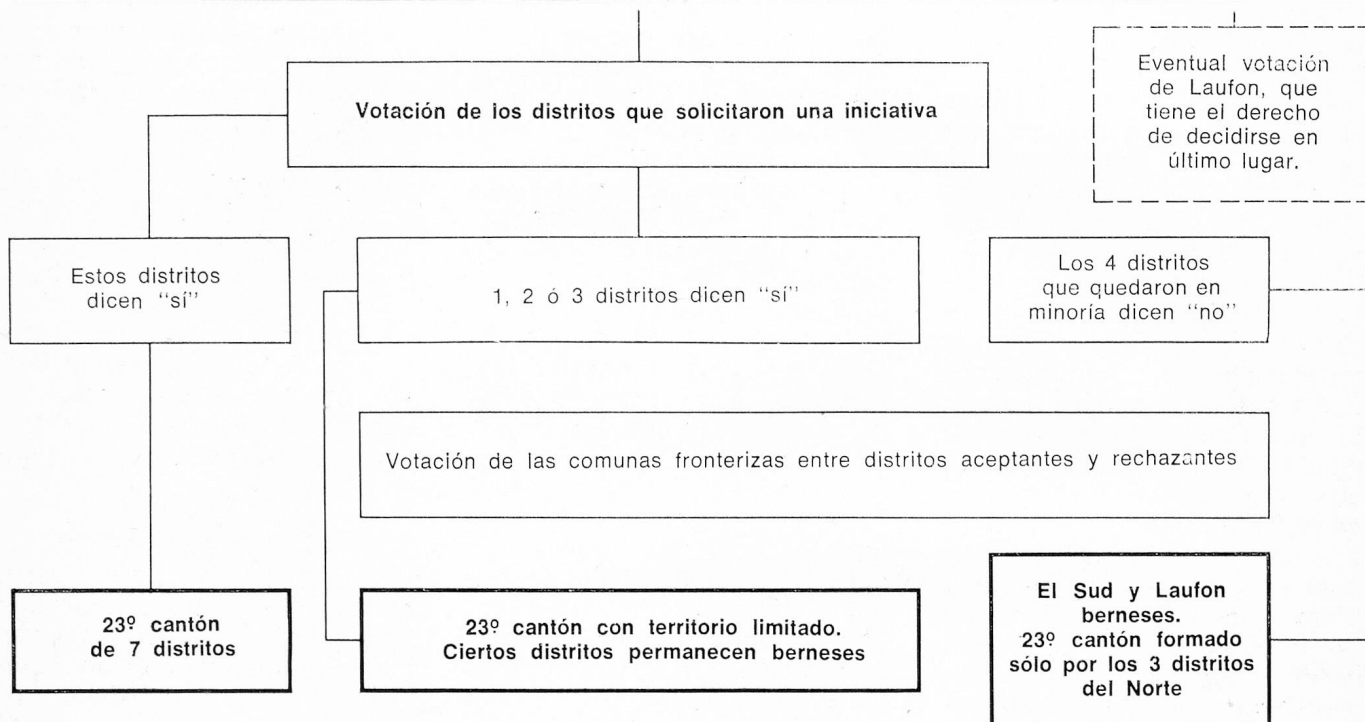 Votación de los distritos que solicitaron una iniciativa
Eventual votación
de Laufon, que
tiene el derecho
de decidirse en
último lugar.
Estos distritos
dicen “sí”
1, 2 ó 3 distritos dicen “sí”
Los 4 distritos
que quedaron en
minoría dicen “no”
Votación de las comunas fronterizas entre distritos aceptantes y rechazantes
23º cantón
de 7 distritos
23º cantón con territorio limitado.
Ciertos distritos permanecen berneses
El Sud y Laufon
berneses.
23º cantón formado
sólo por los 3 distritos
del Norte